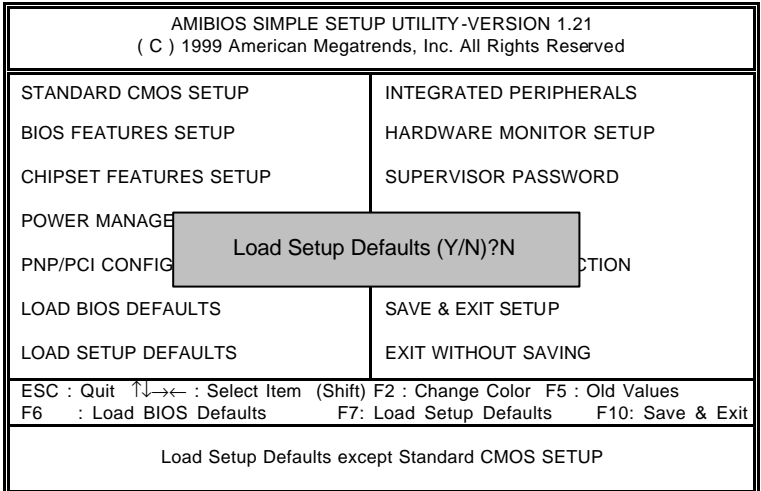 AMIBIOS SIMPLE SETUP UTILITY-VERSION 1.21
( C ) 1999 American Megatrends, Inc. All Rights Reserved
STANDARD CMOS SETUP
BIOS FEATURES SETUP
CHIPSET FEATURES SETUP
POWER MANAGE
PNP/PCI CONFIG
LOAD BIOS DEFAULTS
LOAD SETUP DEFAULTS
INTEGRATED PERIPHERALS
HARDWARE MONITOR SETUP
SUPERVISOR PASSWORD
CTION
SAVE & EXIT SETUP
EXIT WITHOUT SAVING
Load Setup Defaults (Y/N)?N
ESC : Quit ↑↓→← : Select Item (Shift) F2 : Change Color F5 : Old Values
F6 : Load BIOS Defaults F7: Load Setup Defaults F10: Save & Exit
Load Setup Defaults except Standard CMOS SETUP